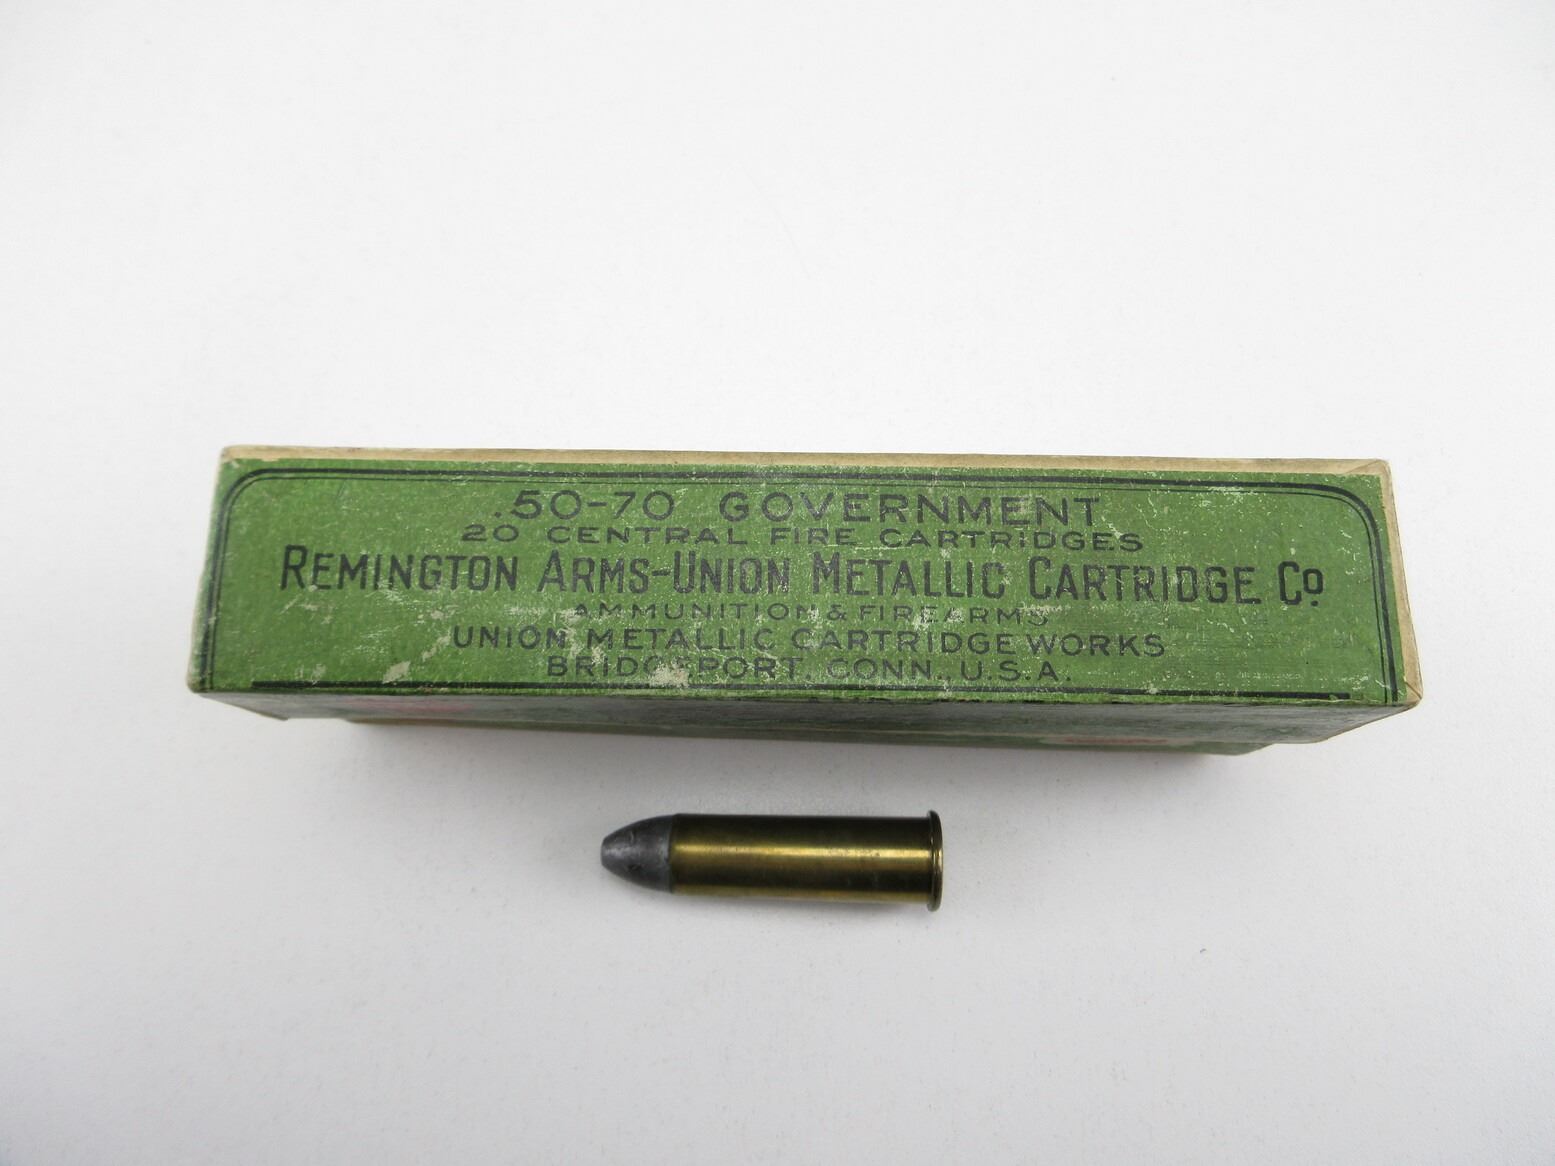 .50-70 GOVERNMENT
20 CENTRAL FIRE CARTRIDGES
REMINGTON ARMS-UNION METALLIC CARTRIDGE Co.
AMMUNITION & FIREARMS
UNION METALLIC CARTRIDGE WORKS
BRIDGEPORT, CONN., U.S.A.